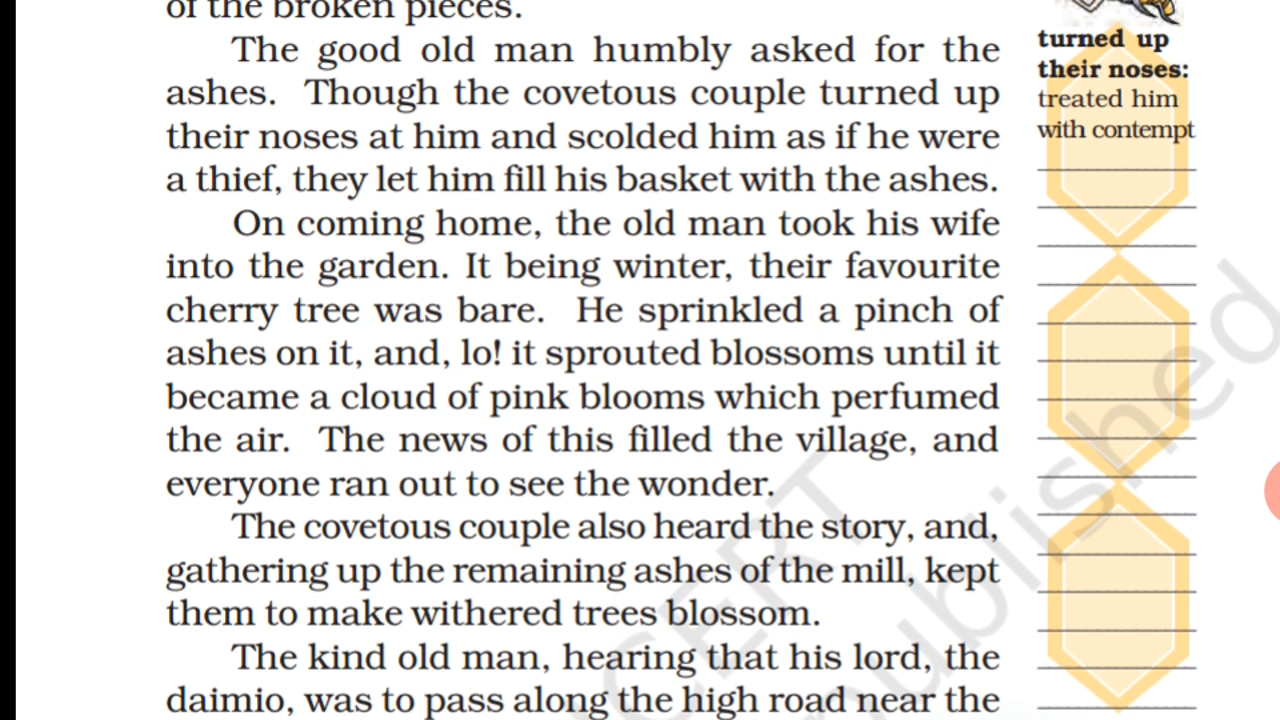 of the broken pieces.
The good old man humbly asked for the
ashes. Though the covetous couple turned up
their noses at him and scolded him as if he were
a thief, they let him fill his basket with the ashes.
On coming home, the old man took his wife
into the garden. It being winter, their favourite
cherry tree was bare. He sprinkled a pinch of
ashes on it, and, lo! it sprouted blossoms until it
became a cloud of pink blooms which perfumed
the air. The news of this filled the village, and
everyone ran out to see the wonder.
The covetous couple also heard the story, and,
gathering up the remaining ashes of the mill, kept
them to make withered trees blossom.
The kind old man, hearing that his lord, the
daimio, was to pass along the high road near the
turned up
their noses:
treated him
with contempt